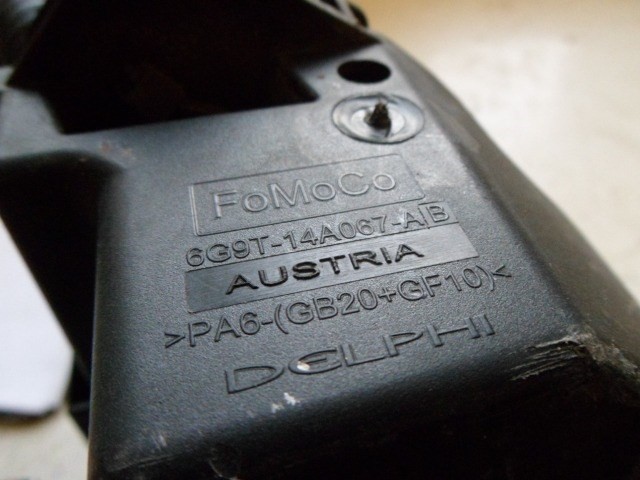 FoMoCo
6G9T-14A067-AB
AUSTRIA
>PA6-(GB20+GF10)<
DELPHI